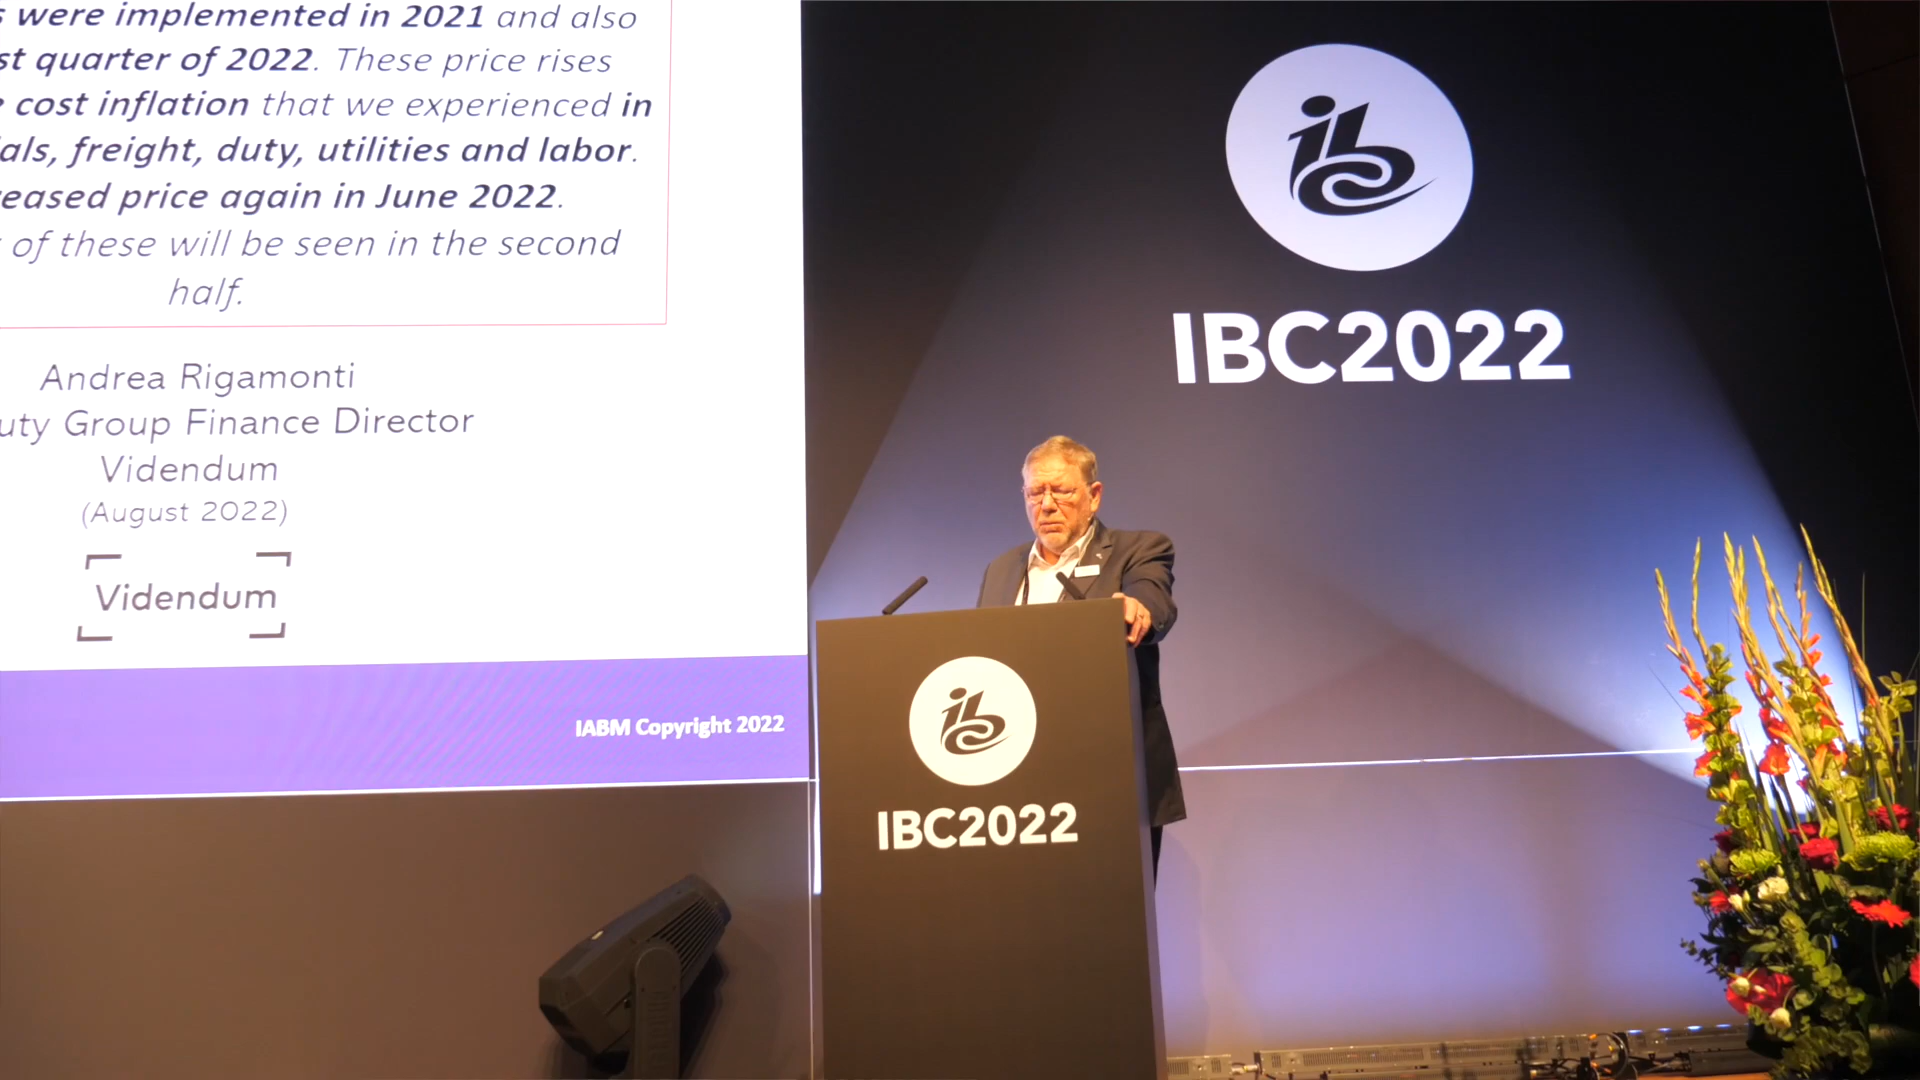 were implemented in 2021 and also
st quarter of 2022. These price rises
cost inflation that we experienced in
als, freight, duty, utilities and labor.
eased price again in June 2022.
of these will be seen in the second
half.
Andrea Rigamonti
uty Group Finance Director
Videndum
(August 2022)
Videndum
IABM Copyright 2022
ibc
IBC2022
ibc
IBC2022